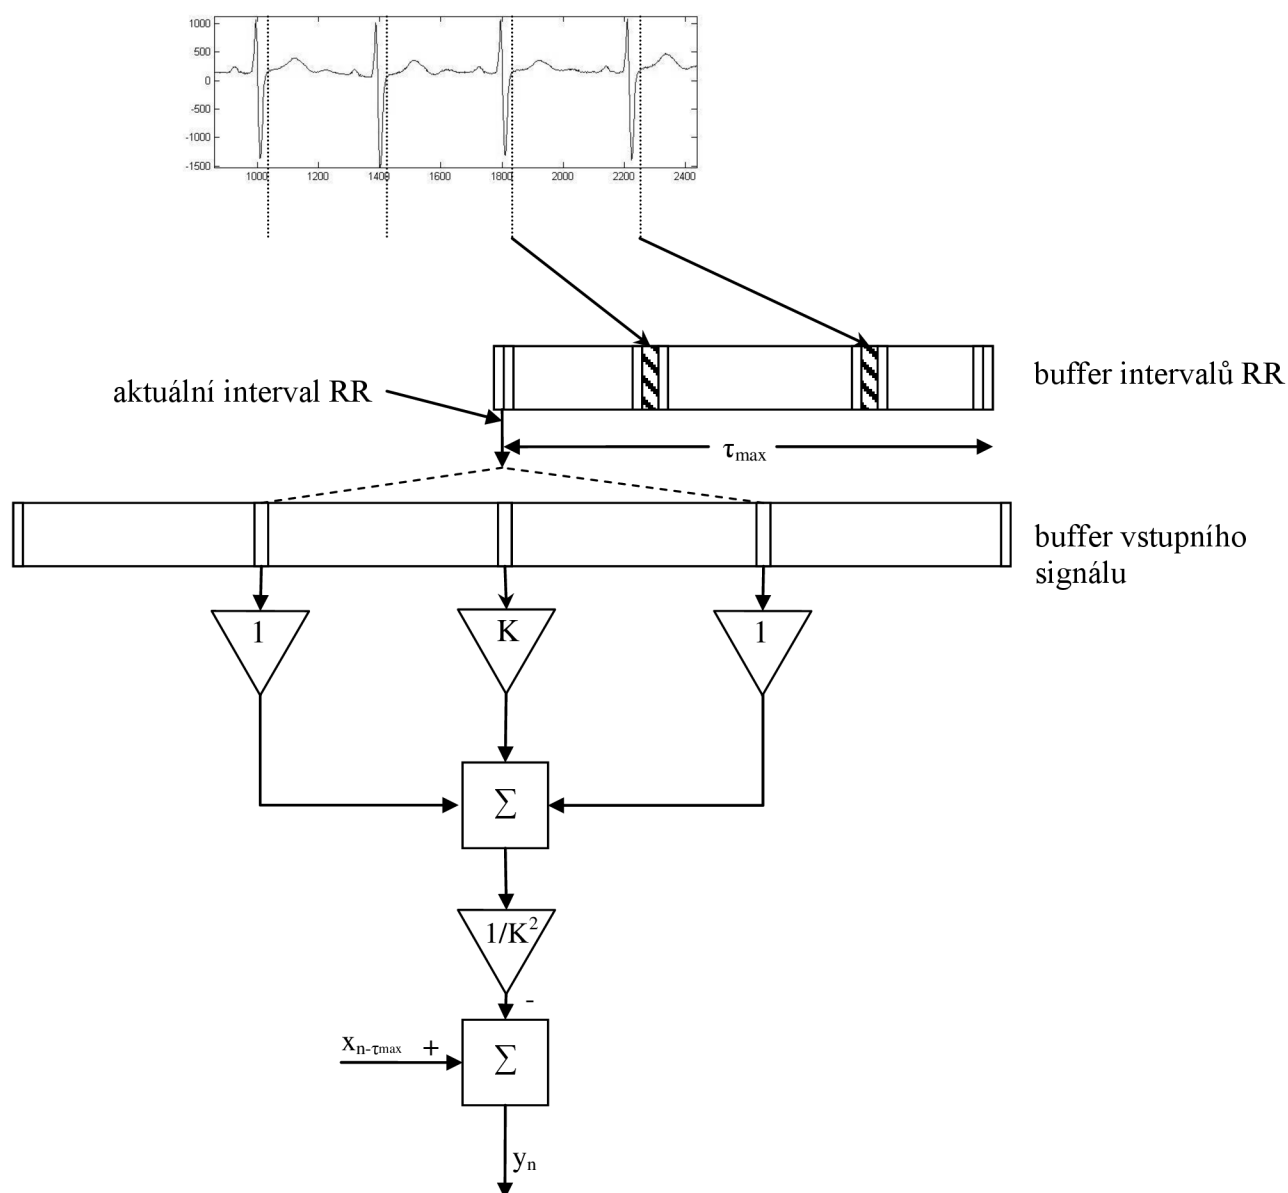 1000
500
0
-500
-1000
-1500
1000 1200 1400 1600 1800 2000 2200 2400
buffer intervalů RR
aktuální interval RR
τmax
buffer vstupního
signálu
1 K 1
Σ
1/K²
-
xn-τmax +
Σ
yn